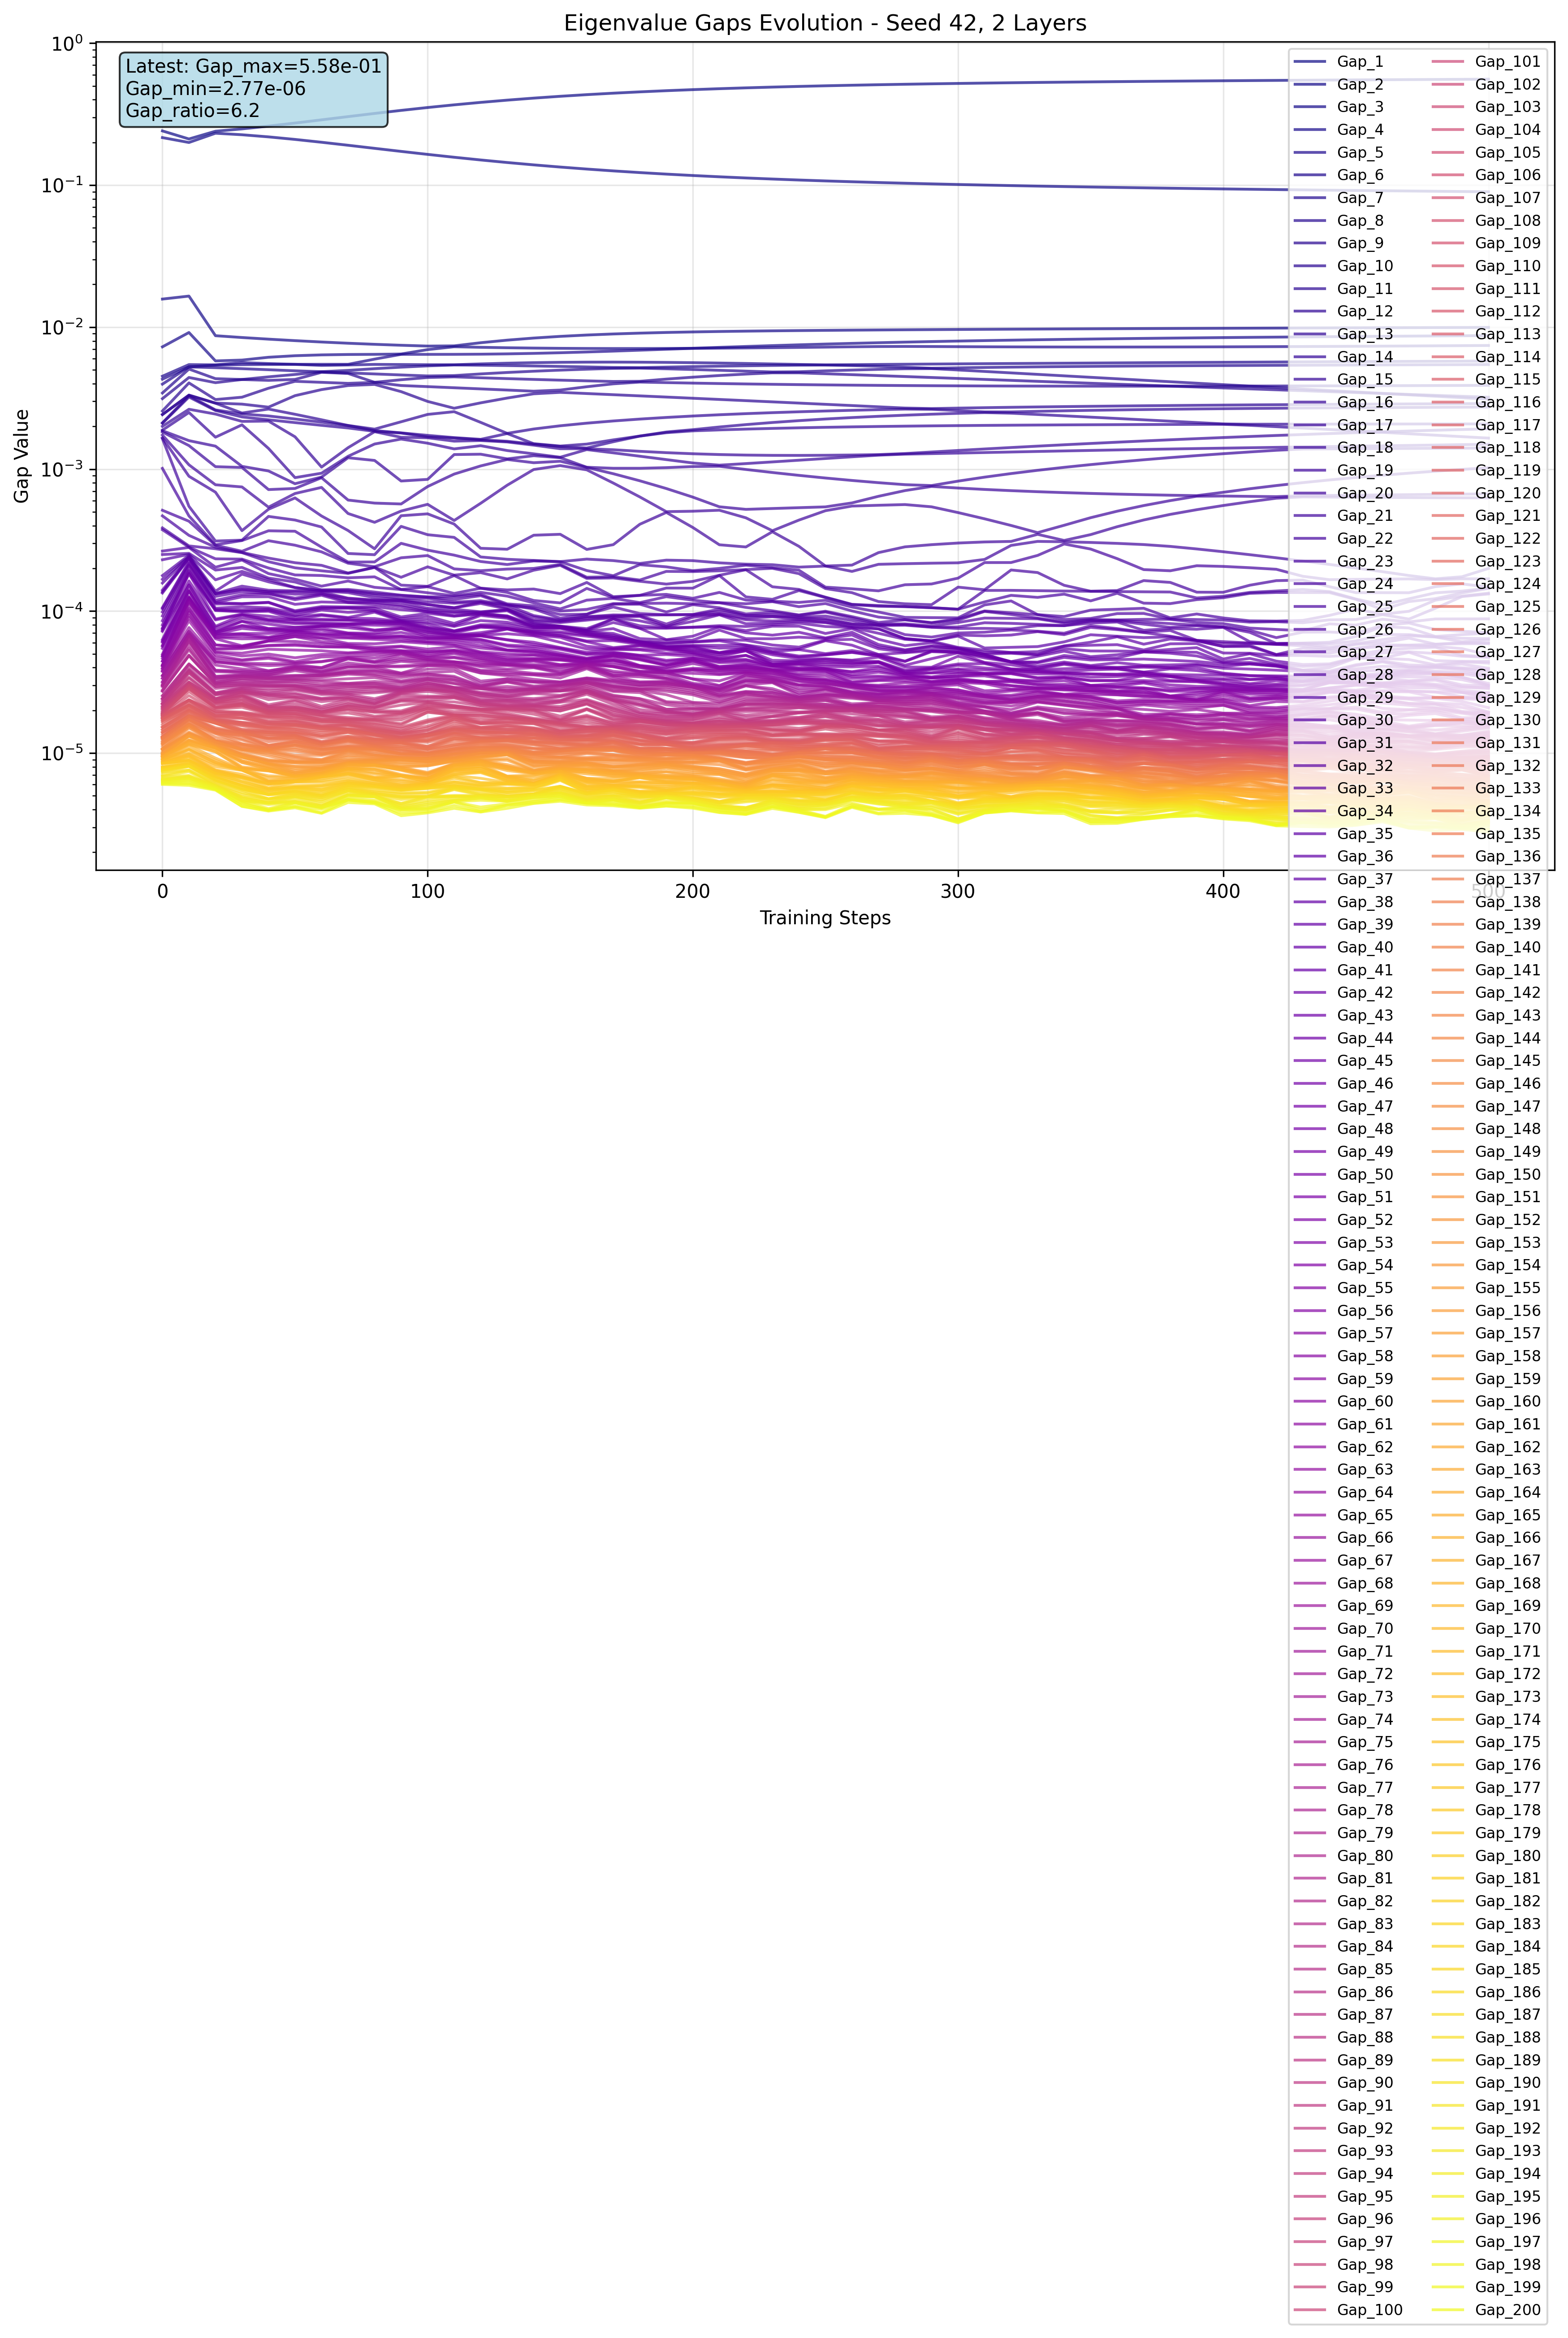 Eigenvalue Gaps Evolution - Seed 42, 2 Layers
Latest: Gap_max=5.58e-01
Gap_min=2.77e-06
Gap_ratio=6.2
Gap Value
10⁰
10⁻¹
10⁻²
10⁻³
10⁻⁴
10⁻⁵
0
100
200
300
400
500
Training Steps
Gap_1
Gap_2
Gap_3
Gap_4
Gap_5
Gap_6
Gap_7
Gap_8
Gap_9
Gap_10
Gap_11
Gap_12
Gap_13
Gap_14
Gap_15
Gap_16
Gap_17
Gap_18
Gap_19
Gap_20
Gap_21
Gap_22
Gap_23
Gap_24
Gap_25
Gap_26
Gap_27
Gap_28
Gap_29
Gap_30
Gap_31
Gap_32
Gap_33
Gap_34
Gap_35
Gap_36
Gap_37
Gap_38
Gap_39
Gap_40
Gap_41
Gap_42
Gap_43
Gap_44
Gap_45
Gap_46
Gap_47
Gap_48
Gap_49
Gap_50
Gap_51
Gap_52
Gap_53
Gap_54
Gap_55
Gap_56
Gap_57
Gap_58
Gap_59
Gap_60
Gap_61
Gap_62
Gap_63
Gap_64
Gap_65
Gap_66
Gap_67
Gap_68
Gap_69
Gap_70
Gap_71
Gap_72
Gap_73
Gap_74
Gap_75
Gap_76
Gap_77
Gap_78
Gap_79
Gap_80
Gap_81
Gap_82
Gap_83
Gap_84
Gap_85
Gap_86
Gap_87
Gap_88
Gap_89
Gap_90
Gap_91
Gap_92
Gap_93
Gap_94
Gap_95
Gap_96
Gap_97
Gap_98
Gap_99
Gap_100
Gap_101
Gap_102
Gap_103
Gap_104
Gap_105
Gap_106
Gap_107
Gap_108
Gap_109
Gap_110
Gap_111
Gap_112
Gap_113
Gap_114
Gap_115
Gap_116
Gap_117
Gap_118
Gap_119
Gap_120
Gap_121
Gap_122
Gap_123
Gap_124
Gap_125
Gap_126
Gap_127
Gap_128
Gap_129
Gap_130
Gap_131
Gap_132
Gap_133
Gap_134
Gap_135
Gap_136
Gap_137
Gap_138
Gap_139
Gap_140
Gap_141
Gap_142
Gap_143
Gap_144
Gap_145
Gap_146
Gap_147
Gap_148
Gap_149
Gap_150
Gap_151
Gap_152
Gap_153
Gap_154
Gap_155
Gap_156
Gap_157
Gap_158
Gap_159
Gap_160
Gap_161
Gap_162
Gap_163
Gap_164
Gap_165
Gap_166
Gap_167
Gap_168
Gap_169
Gap_170
Gap_171
Gap_172
Gap_173
Gap_174
Gap_175
Gap_176
Gap_177
Gap_178
Gap_179
Gap_180
Gap_181
Gap_182
Gap_183
Gap_184
Gap_185
Gap_186
Gap_187
Gap_188
Gap_189
Gap_190
Gap_191
Gap_192
Gap_193
Gap_194
Gap_195
Gap_196
Gap_197
Gap_198
Gap_199
Gap_200